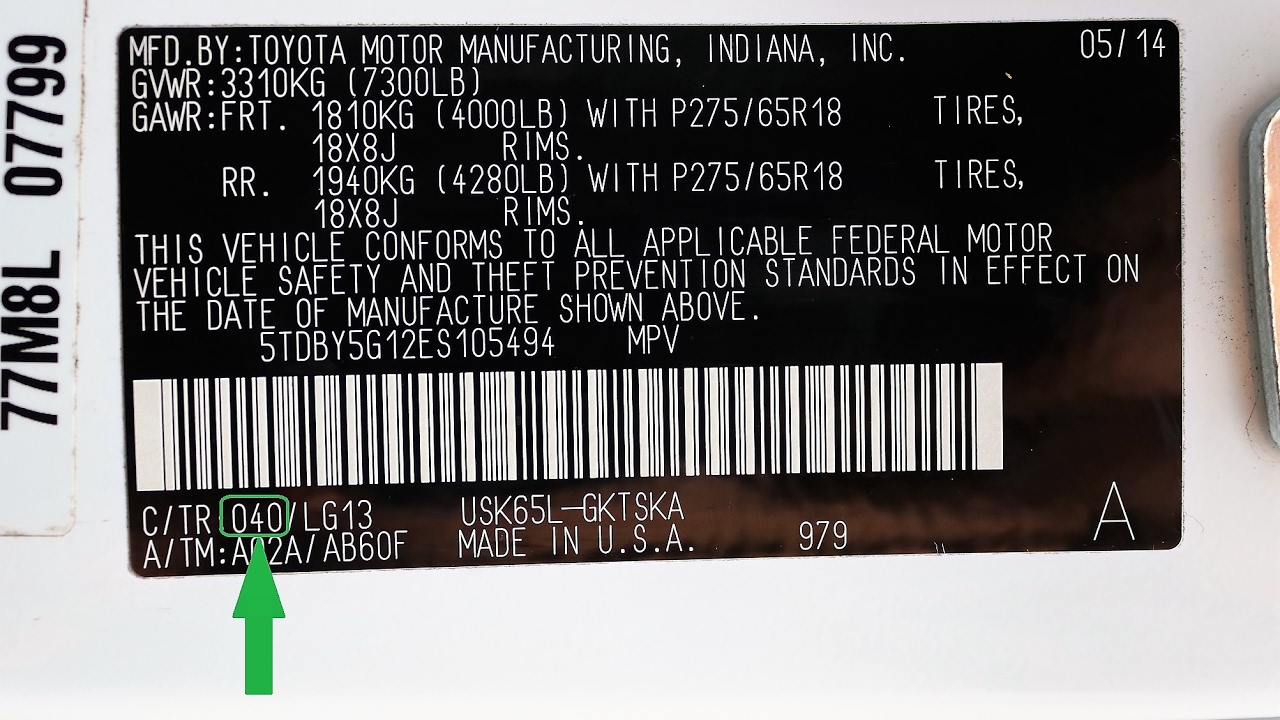 MFD.BY:TOYOTA MOTOR MANUFACTURING, INDIANA, INC. 05/14
GVWR:3310KG (7300LB)
GAWR:FRT. 1810KG (4000LB) WITH P275/65R18 TIRES,
18X8J RIMS.
RR. 1940KG (4280LB) WITH P275/65R18 TIRES,
18X8J RIMS.
THIS VEHICLE CONFORMS TO ALL APPLICABLE FEDERAL MOTOR
VEHICLE SAFETY AND THEFT PREVENTION STANDARDS IN EFFECT ON
THE DATE OF MANUFACTURE SHOWN ABOVE.
5TDBY5G12ES105494 MPV
C/TR:040/LG13 USK65L-GKTSKA
A/TM:A02A/AB60F MADE IN U.S.A. 979 A
77M8L 07799